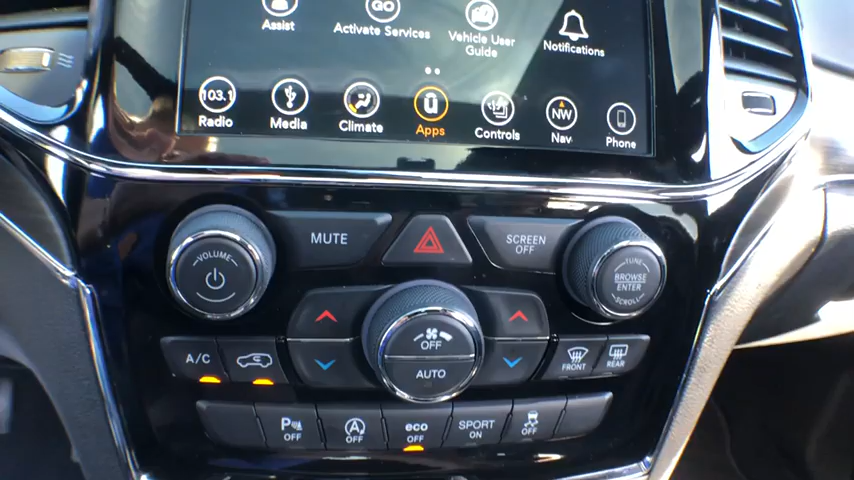 GO
Assist
Activate Services
Vehicle User
Guide
Notifications
103.1
NW
Radio
Media
Climate
Apps
Controls
Nav
Phone
MUTE
SCREEN
OFF
VOLUME
TUNE
BROWSE
ENTER
SCROLL
OFF
AUTO
A/C
FRONT
REAR
P
OFF
A
OFF
eco
OFF
SPORT
ON
OFF